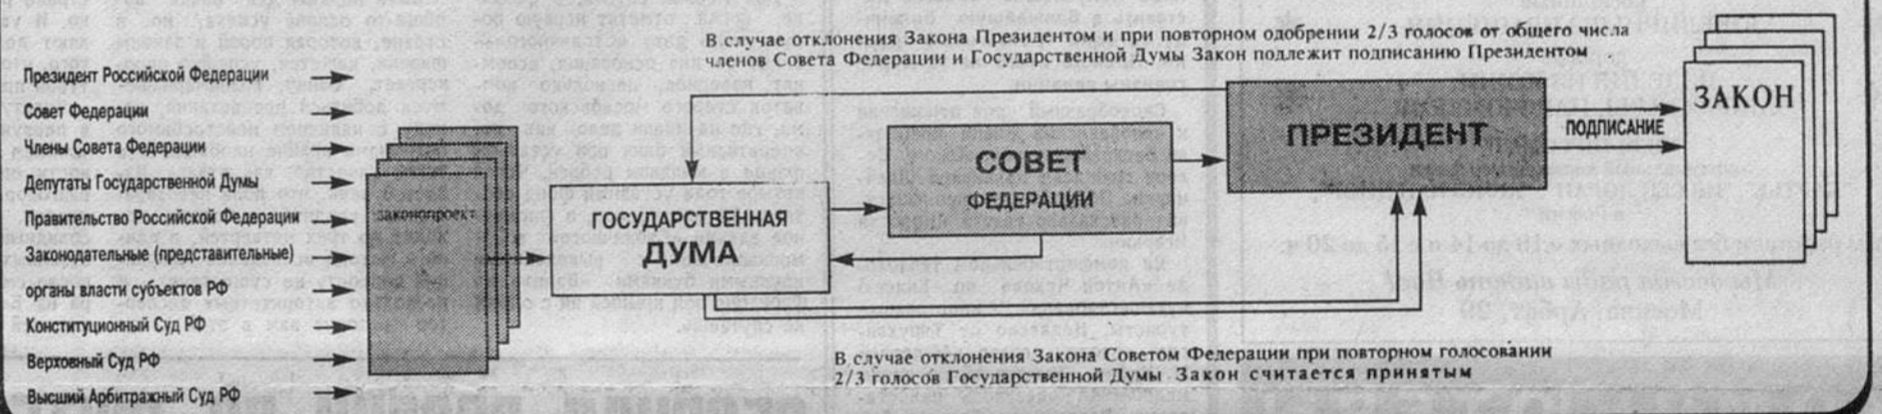 В случае отклонения Закона Президентом и при повторном одобрении 2/3 голосов от общего числа
членов Совета Федерации и Государственной Думы Закон подлежит подписанию Президентом
Президент Российской Федерации
Совет Федерации
Члены Совета Федерации
Депутаты Государственной Думы
Правительство Российской Федерации
Законодательные (представительные)
органы власти субъектов РФ
Конституционный Суд РФ
Верховный Суд РФ
Высший Арбитражный Суд РФ
законопроект
ГОСУДАРСТВЕННАЯ
ДУМА
СОВЕТ
ФЕДЕРАЦИИ
ПРЕЗИДЕНТ
ПОДПИСАНИЕ
ЗАКОН
В случае отклонения Закона Советом Федерации при повторном голосовании
2/3 голосов Государственной Думы Закон считается принятым